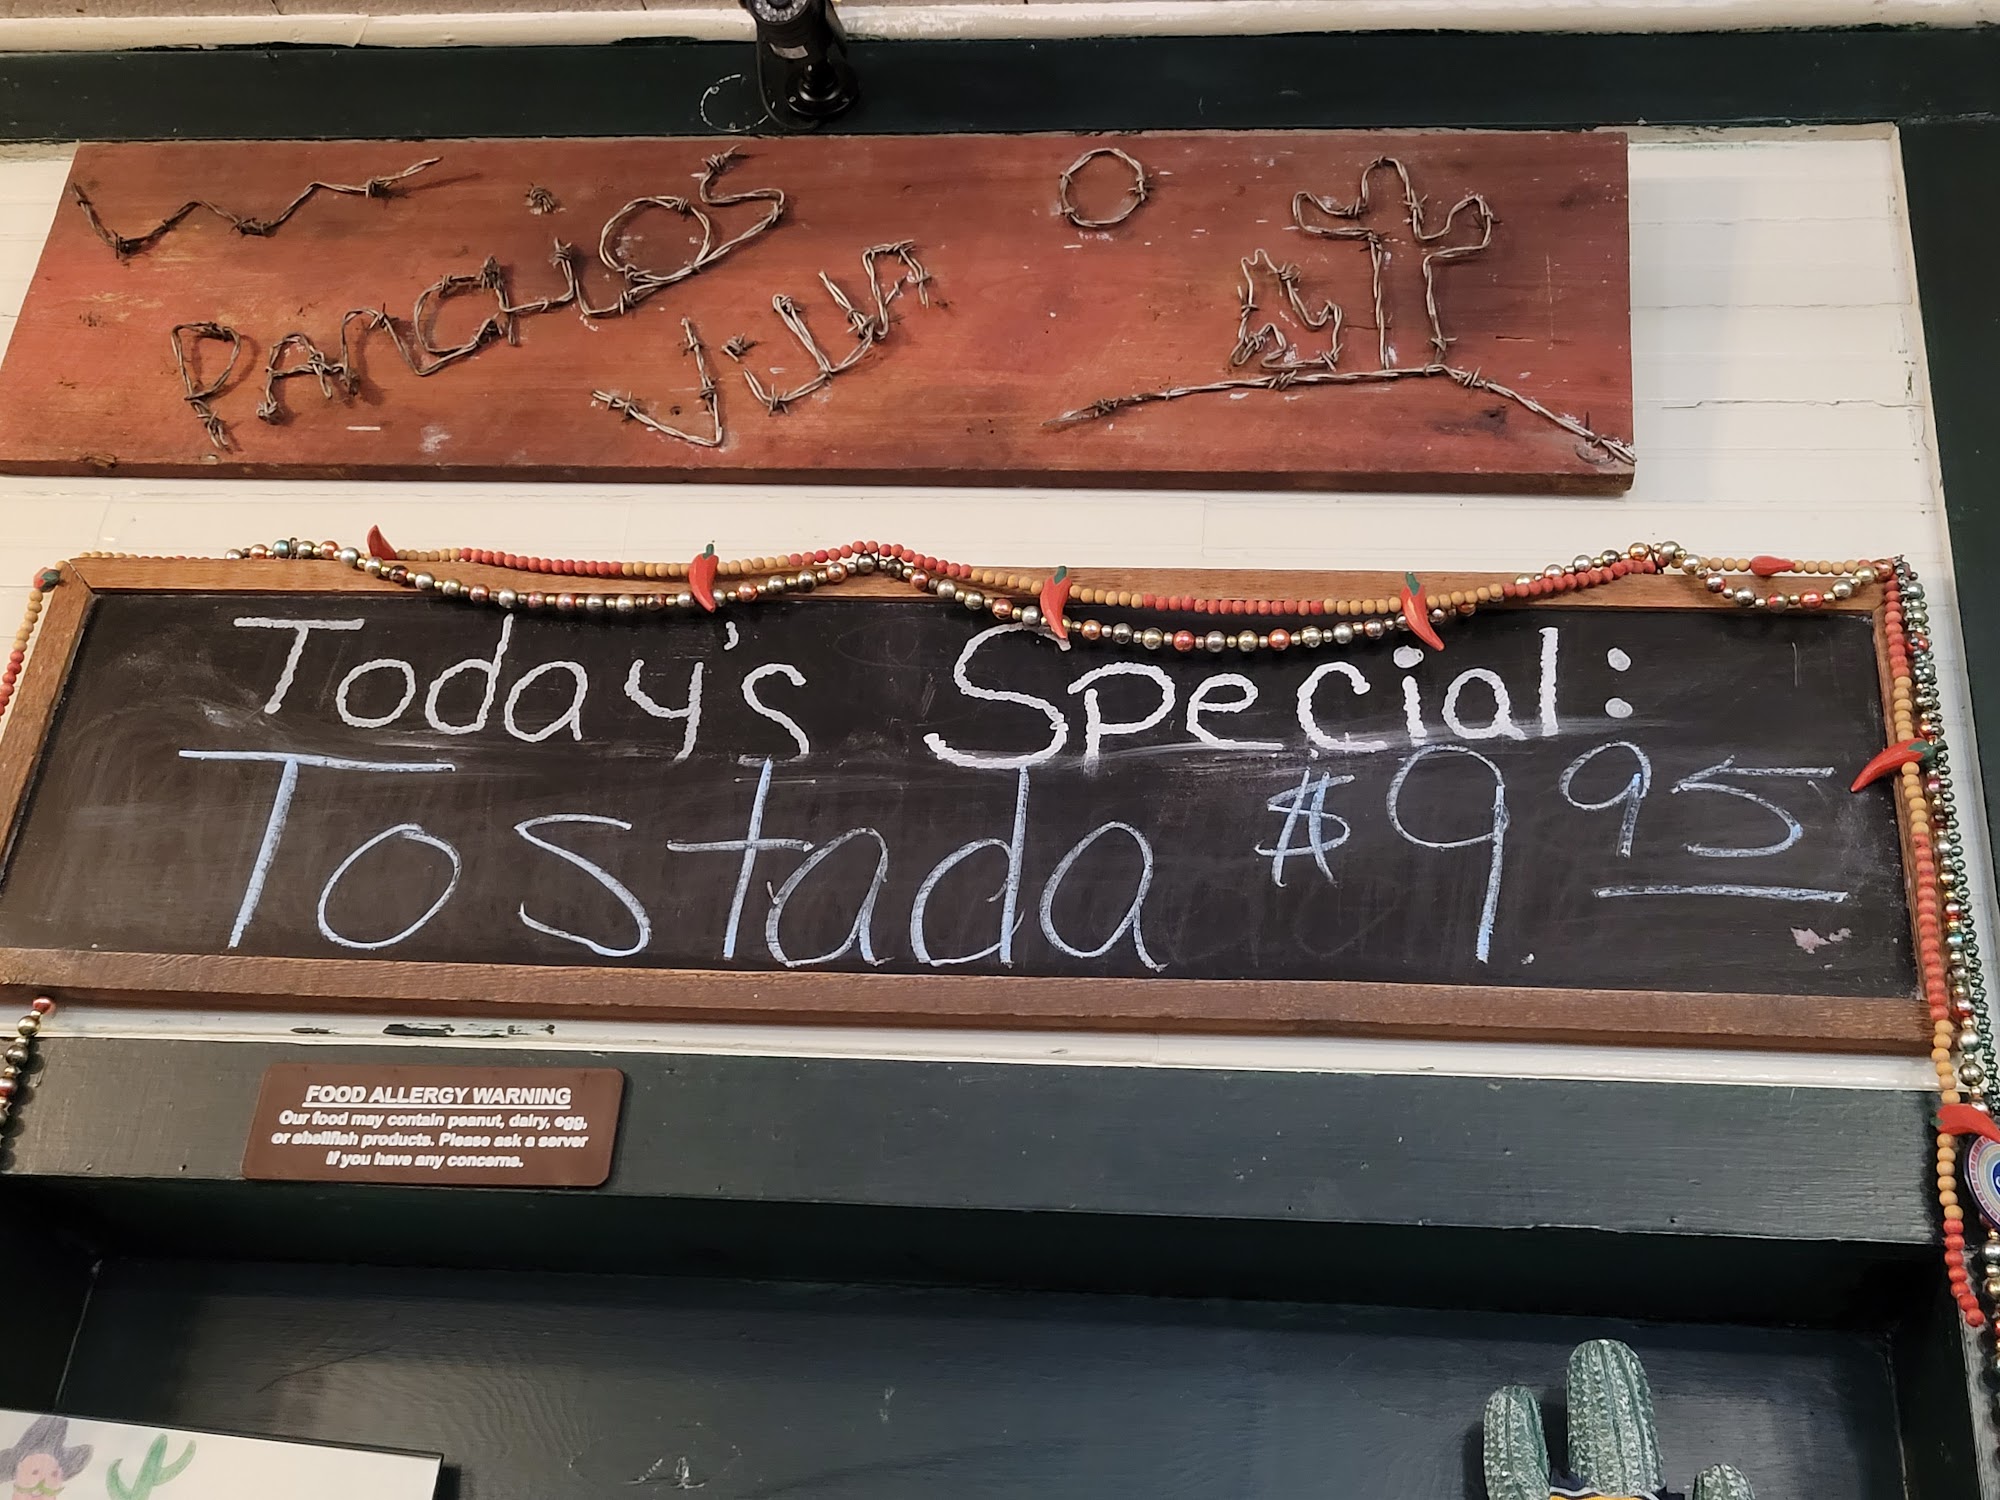 PANCHOS
VILLA
Today's Special:
Tostada $9.95
FOOD ALLERGY WARNING
Our food may contain peanut, dairy, egg,
or shellfish products. Please ask a server
if you have any concerns.